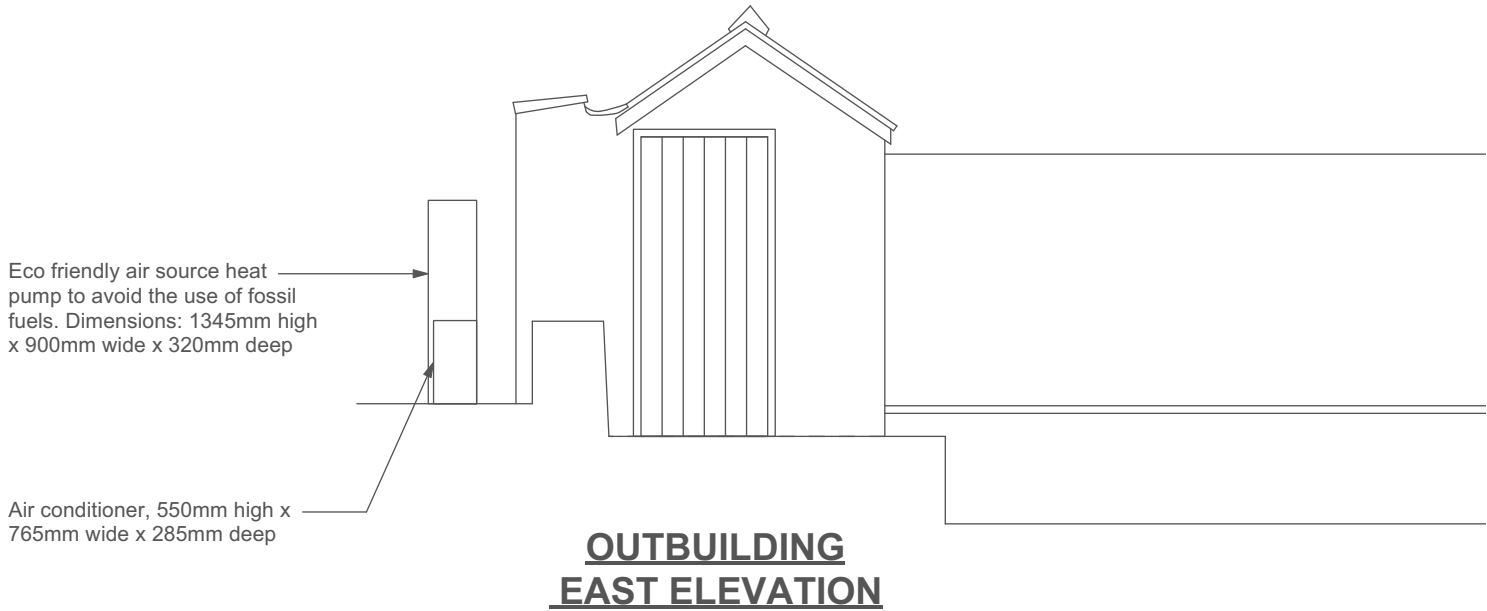 Eco friendly air source heat
pump to avoid the use of fossil
fuels. Dimensions: 1345mm high
x 900mm wide x 320mm deep
Air conditioner, 550mm high x
765mm wide x 285mm deep
OUTBUILDING
EAST ELEVATION